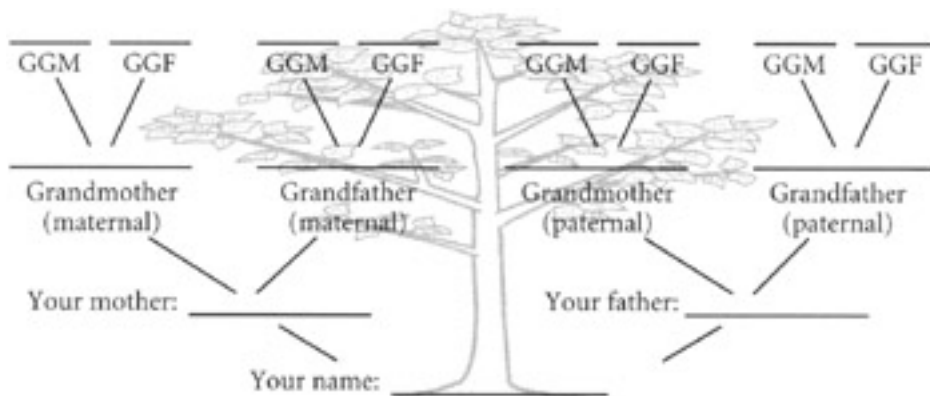 GGM GGF GGM GGF GGM GGF GGM GGF
Grandmother Grandfather Grandmother Grandfather
(maternal) (maternal) (paternal) (paternal)
Your mother: Your father:
Your name: